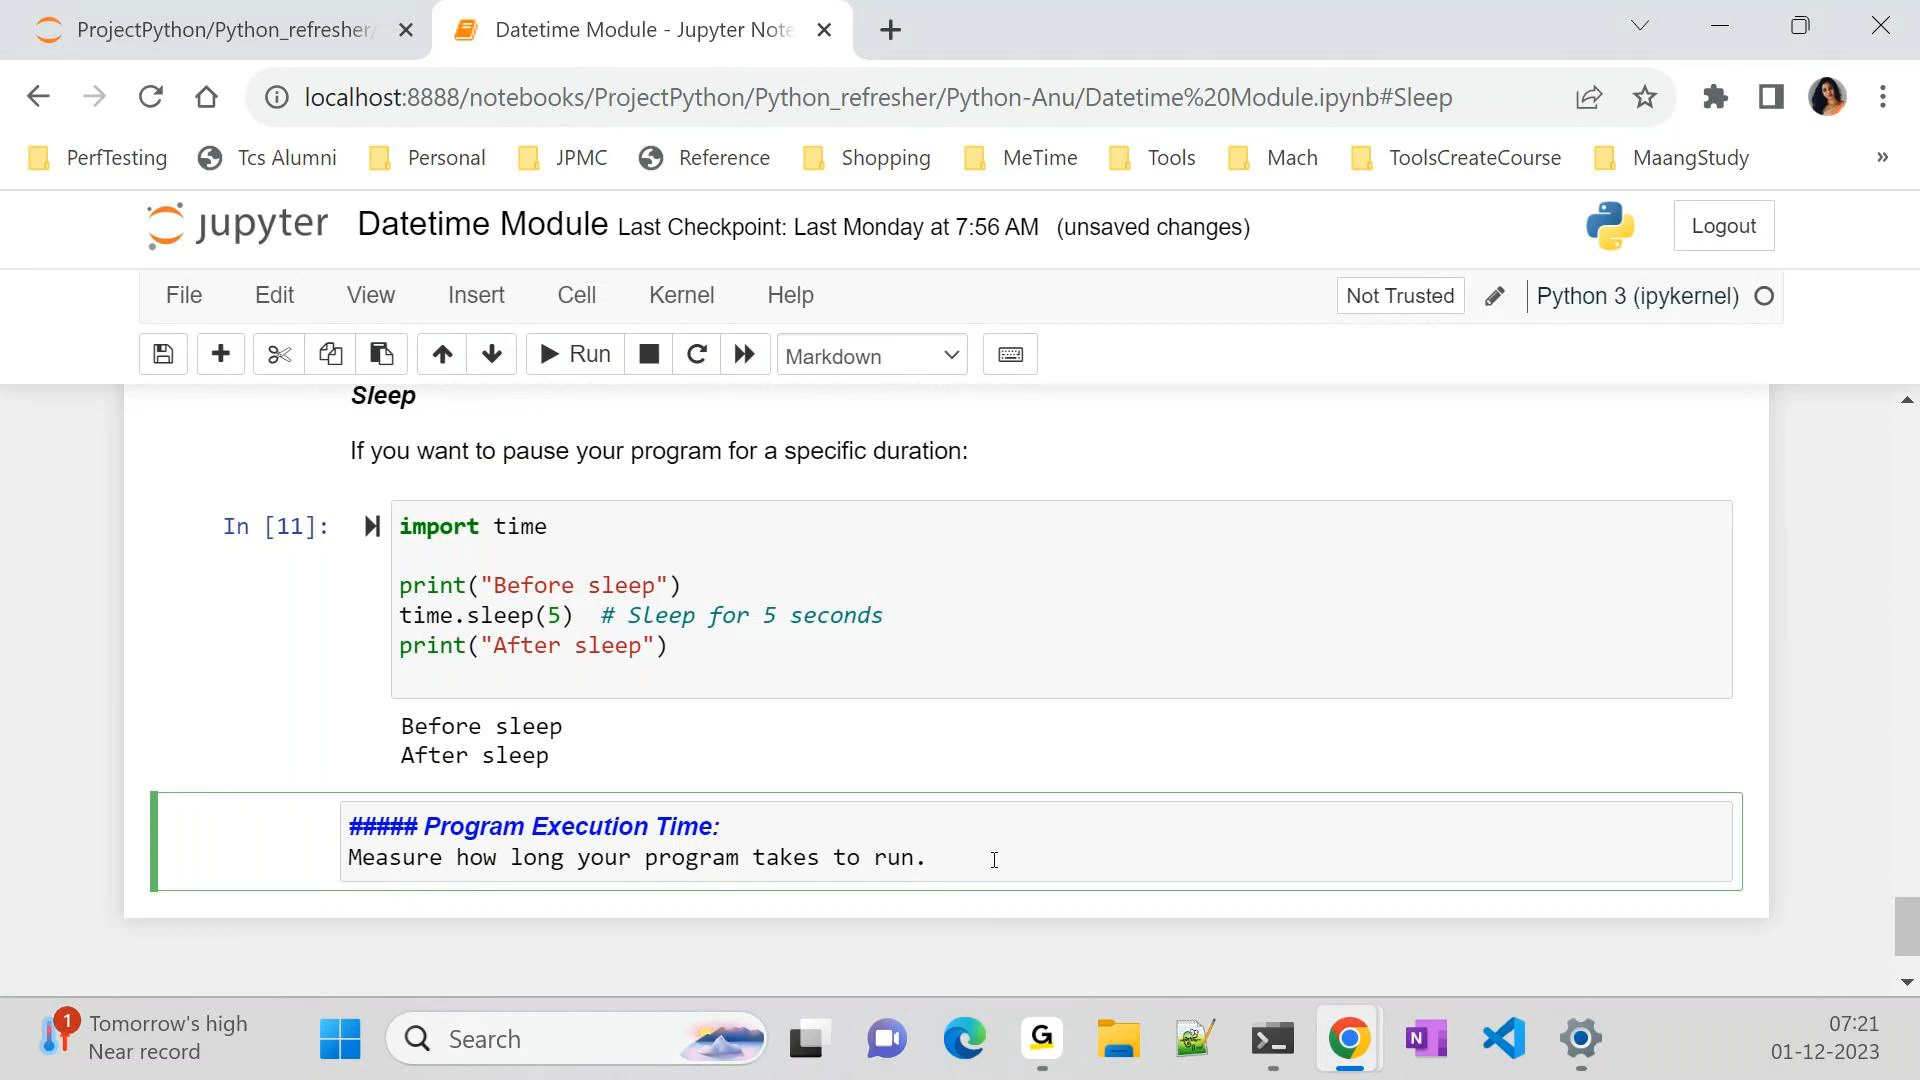 ProjectPython/Python_refresher/
Datetime Module - Jupyter Note
localhost:8888/notebooks/ProjectPython/Python_refresher/Python-Anu/Datetime%20Module.ipynb#Sleep
PerfTesting Tcs Alumni Personal JPMC Reference Shopping MeTime Tools Mach ToolsCreateCourse MaangStudy »
jupyter Datetime Module Last Checkpoint: Last Monday at 7:56 AM (unsaved changges)
Logout
File Edit View Insert Cell Kernel Help Not Trusted Python 3 (ipykernel)
Run Markdown
Sleep
If you want to pause your program for a specific duration:
In [11]: import time
print("Before sleep")
time.sleep(5) # Sleep for 5 seconds
print("After sleep")
Before sleep
After sleep
##### Program Execution Time:
Measure how long your program takes to run.
1 Tomorrow's high
Near record
Search
G
N
07:21
01-12-2023